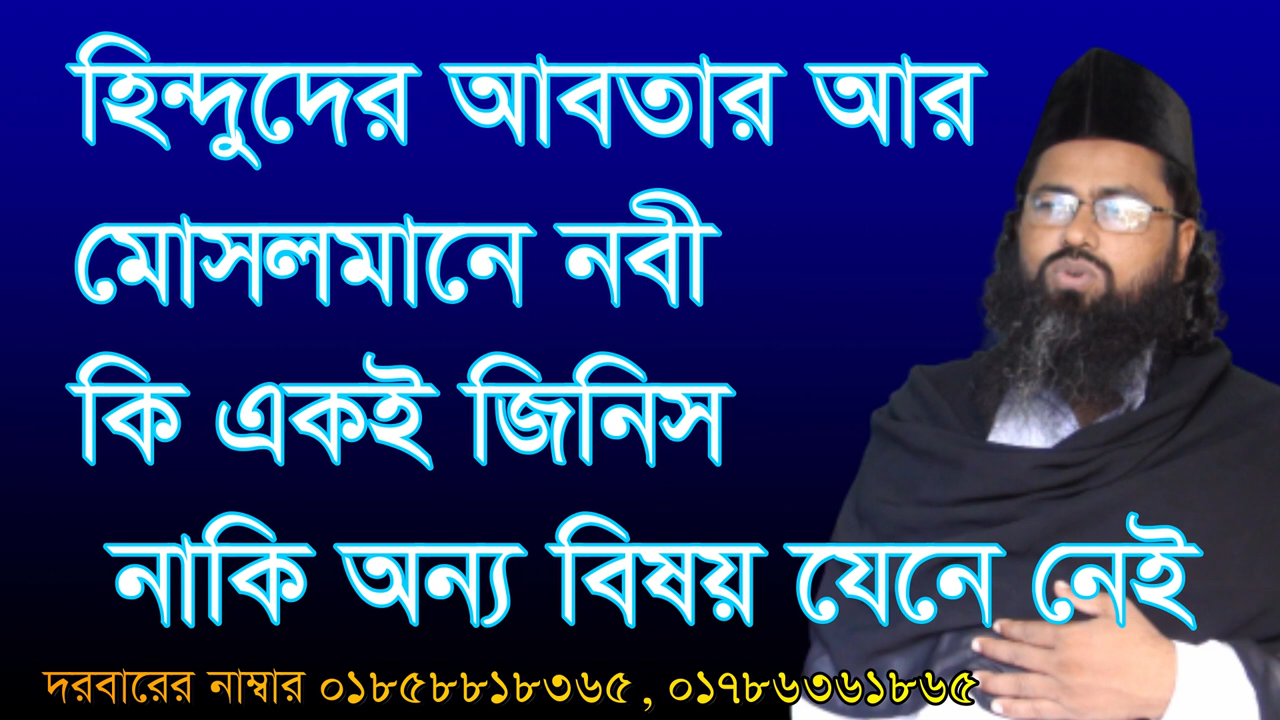 হিন্দুদের আবতার আর
মোসলমানে নবী
কি একই জিনিস
নাকি অন্য বিষয় যেনে নেই
দরবারের নাম্বার ০১৮৫৮৮১৮৩৬৫, ০১৭৮৬৩৬১৮৬৫